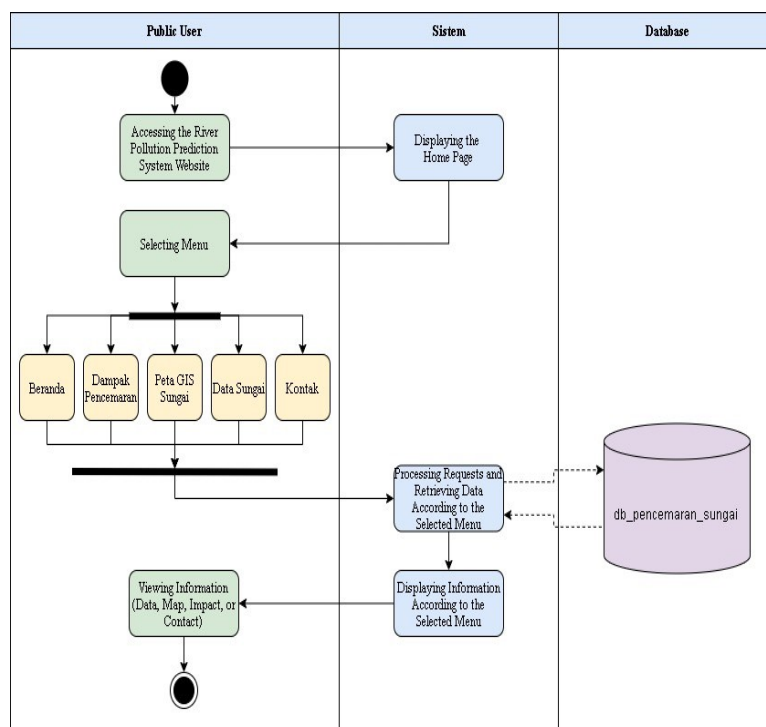 Public User
Sistem
Database
Accessing the River
Pollution Prediction
System Website
Displaying the
Home Page
Selecting Menu
Beranda
Dampak
Pencemaran
Peta GIS
Sungai
Data Sungai
Kontak
Processing Requests and
Retrieving Data
According to the
Selected Menu
db_pencemaran_sungai
Viewing Information
(Data, Map, Impact, or
Contact)
Displaying Information
According to the
Selected Menu